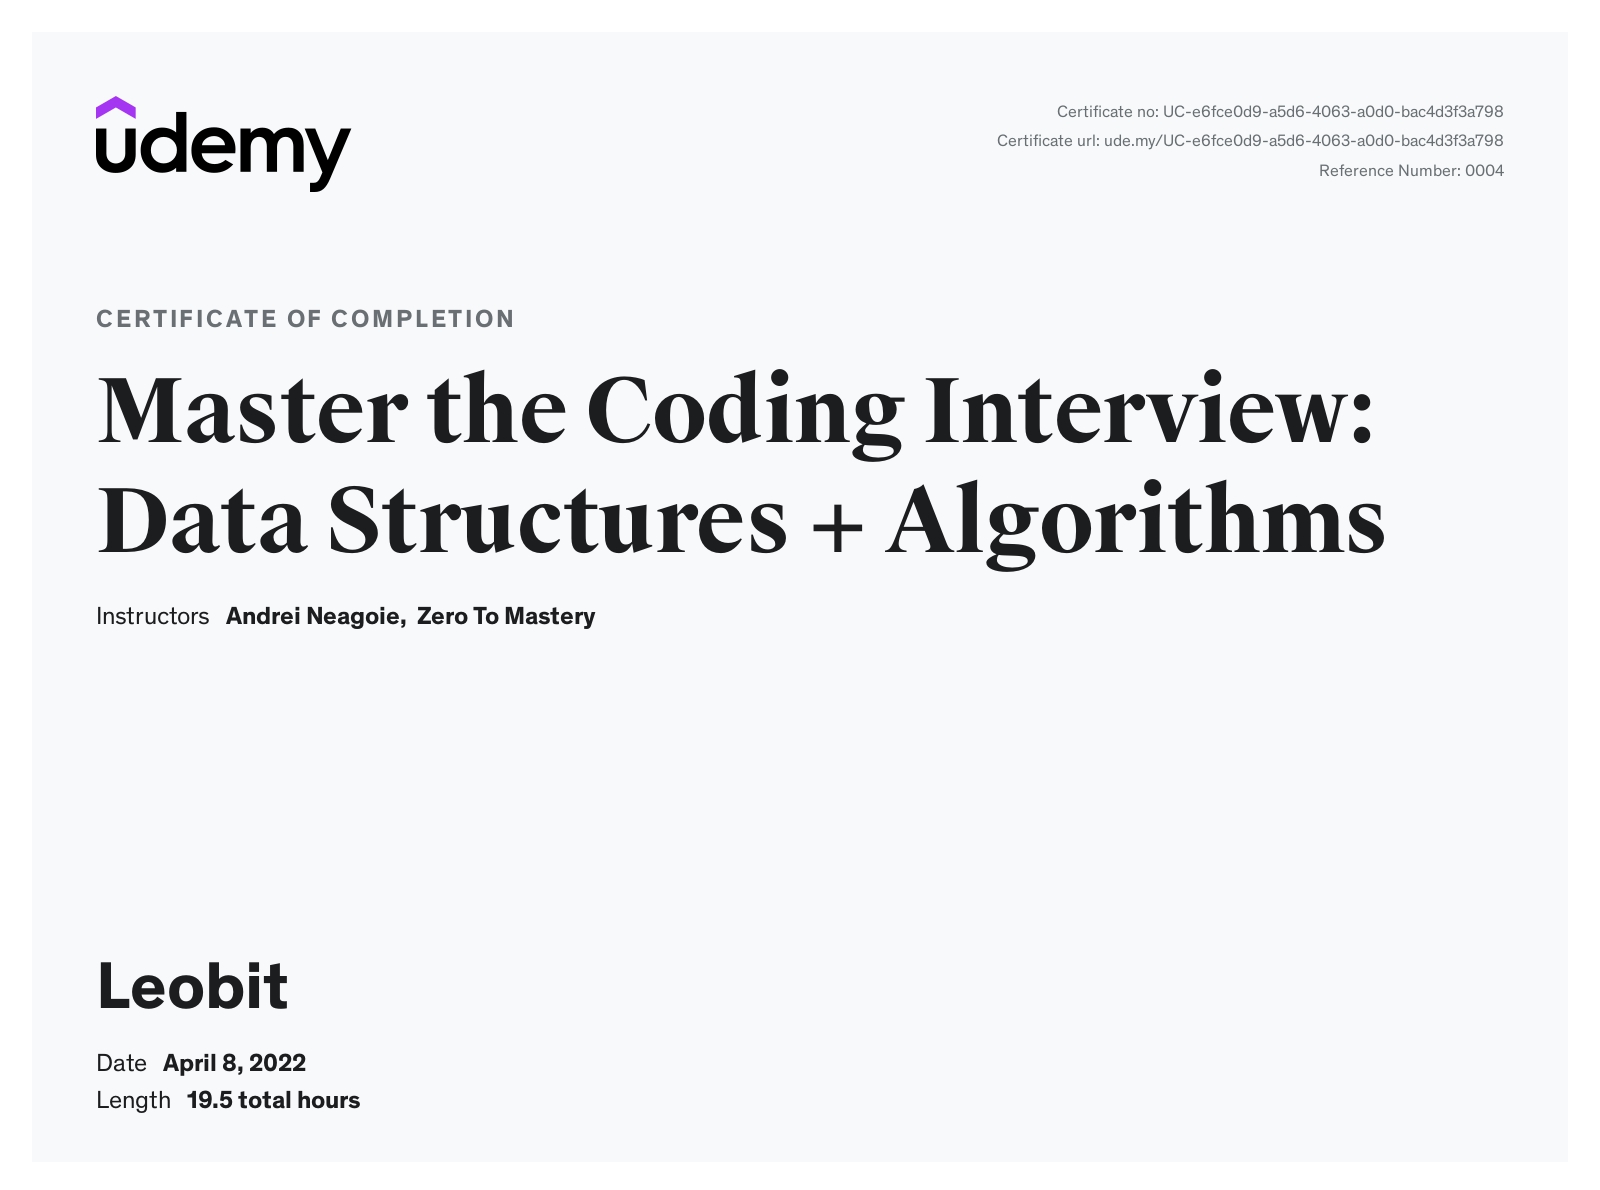 udemy
Certificate no: UC-e6fce0d9-a5d6-4063-a0d0-bac4d3f3a798
Certificate url: ude.my/UC-e6fce0d9-a5d6-4063-a0d0-bac4d3f3a798
Reference Number: 0004
CERTIFICATE OF COMPLETION
Master the Coding Interview:
Data Structures + Algorithms
Instructors Andrei Neagoie, Zero To Mastery
Leobit
Date April 8, 2022
Length 19.5 total hours